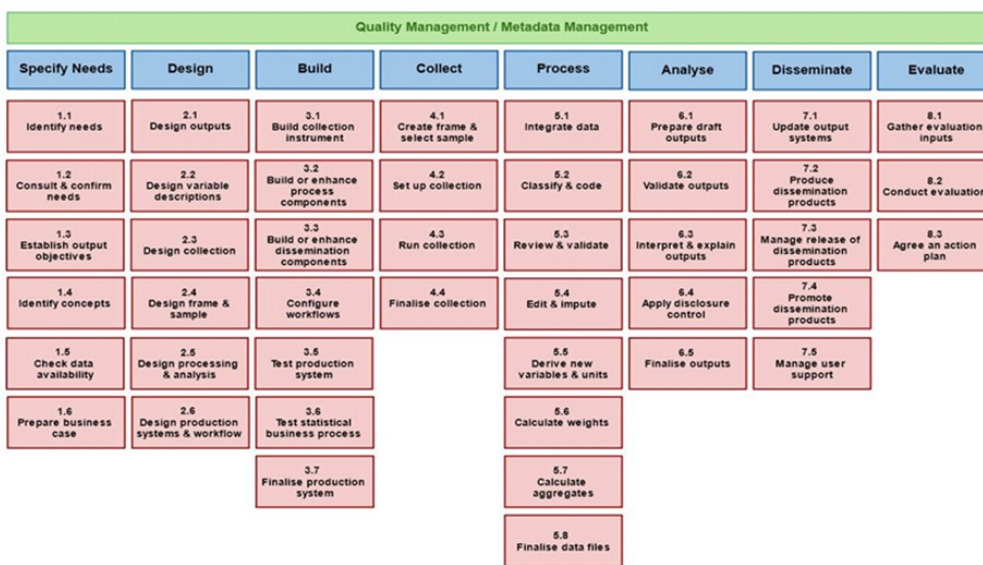 Quality Management / Metadata Management
Specify Needs
Design
Build
Collect
Process
Analyse
Disseminate
Evaluate
1.1
Identify needs
2.1
Design outputs
3.1
Build collection
instrument
4.1
Create frame &
select sample
5.1
Integrate data
6.1
Prepare draft
outputs
7.1
Update output
systems
8.1
Gather evaluation
inputs
1.2
Consult & confirm
needs
2.2
Design variable
descriptions
3.2
Build or enhance
process
components
4.2
Set up collection
5.2
Classify & code
6.2
Validate outputs
7.2
Produce
dissemination
products
8.2
Conduct evaluation
1.3
Establish output
objectives
2.3
Design collection
3.3
Build or enhance
dissemination
components
4.3
Run collection
5.3
Review & validate
6.3
Interpret & explain
outputs
7.3
Manage release of
dissemination
products
8.3
Agree an action
plan
1.4
Identify concepts
2.4
Design frame &
sample
3.4
Configure
workflows
4.4
Finalise collection
5.4
Edit & impute
6.4
Apply disclosure
control
7.4
Promote
dissemination
products
1.5
Check data
availability
2.5
Design processing
& analysis
3.5
Test production
system
5.5
Derive new
variables & units
6.5
Finalise outputs
7.5
Manage user
support
1.6
Prepare business
case
2.6
Design production
systems & workflow
3.6
Test statistical
business process
5.6
Calculate weights
3.7
Finalise production
system
5.7
Calculate
aggregates
5.8
Finalise data files